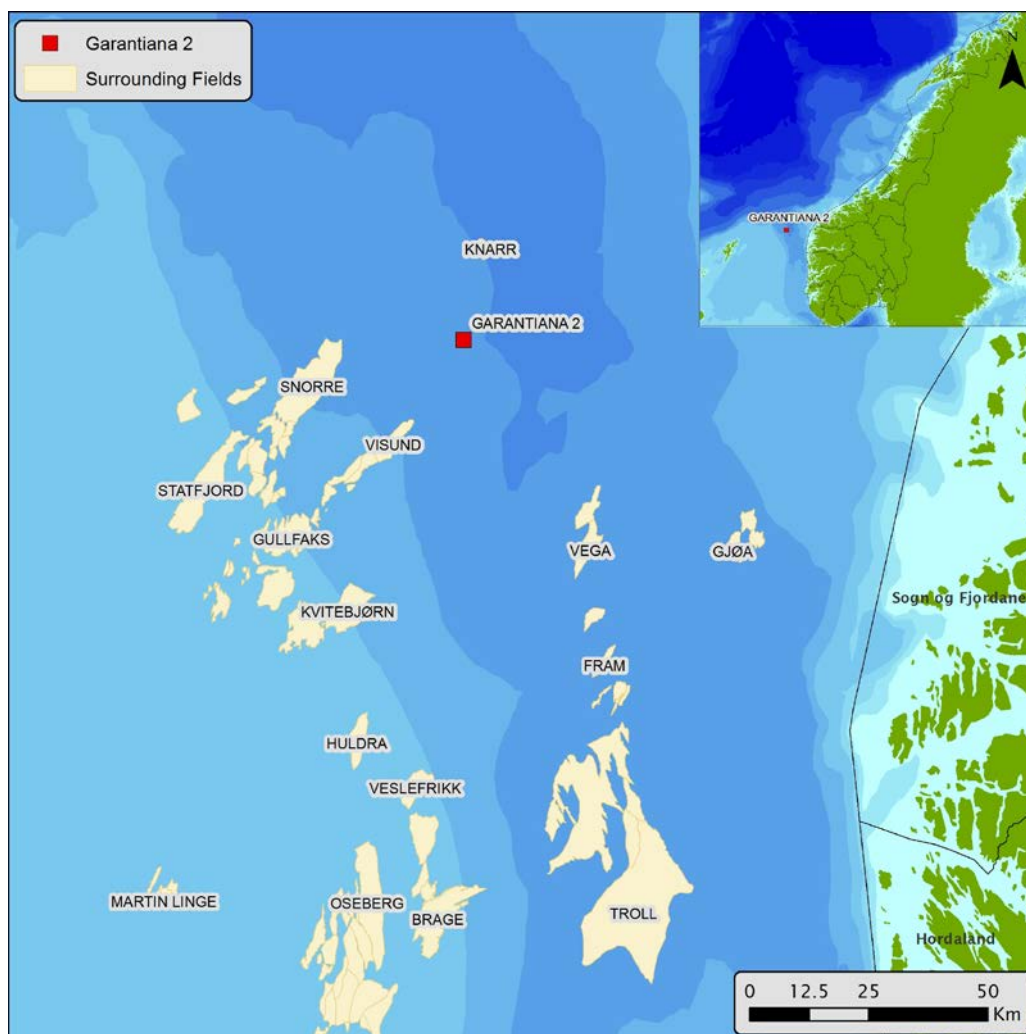 Garantiana 2
Surrounding Fields
N
GARANTIANA 2
KNARR
GARANTIANA 2
SNORRE
VISUND
STATFJORD
GULLFAKS
VEGA
GJØA
KVITEBJØRN
Sogn og Fjordane
FRAM
HULDRA
VESLEFRIKK
MARTIN LINGE
OSEBERG
BRAGE
TROLL
Hordaland
0 12.5 25 50
Km